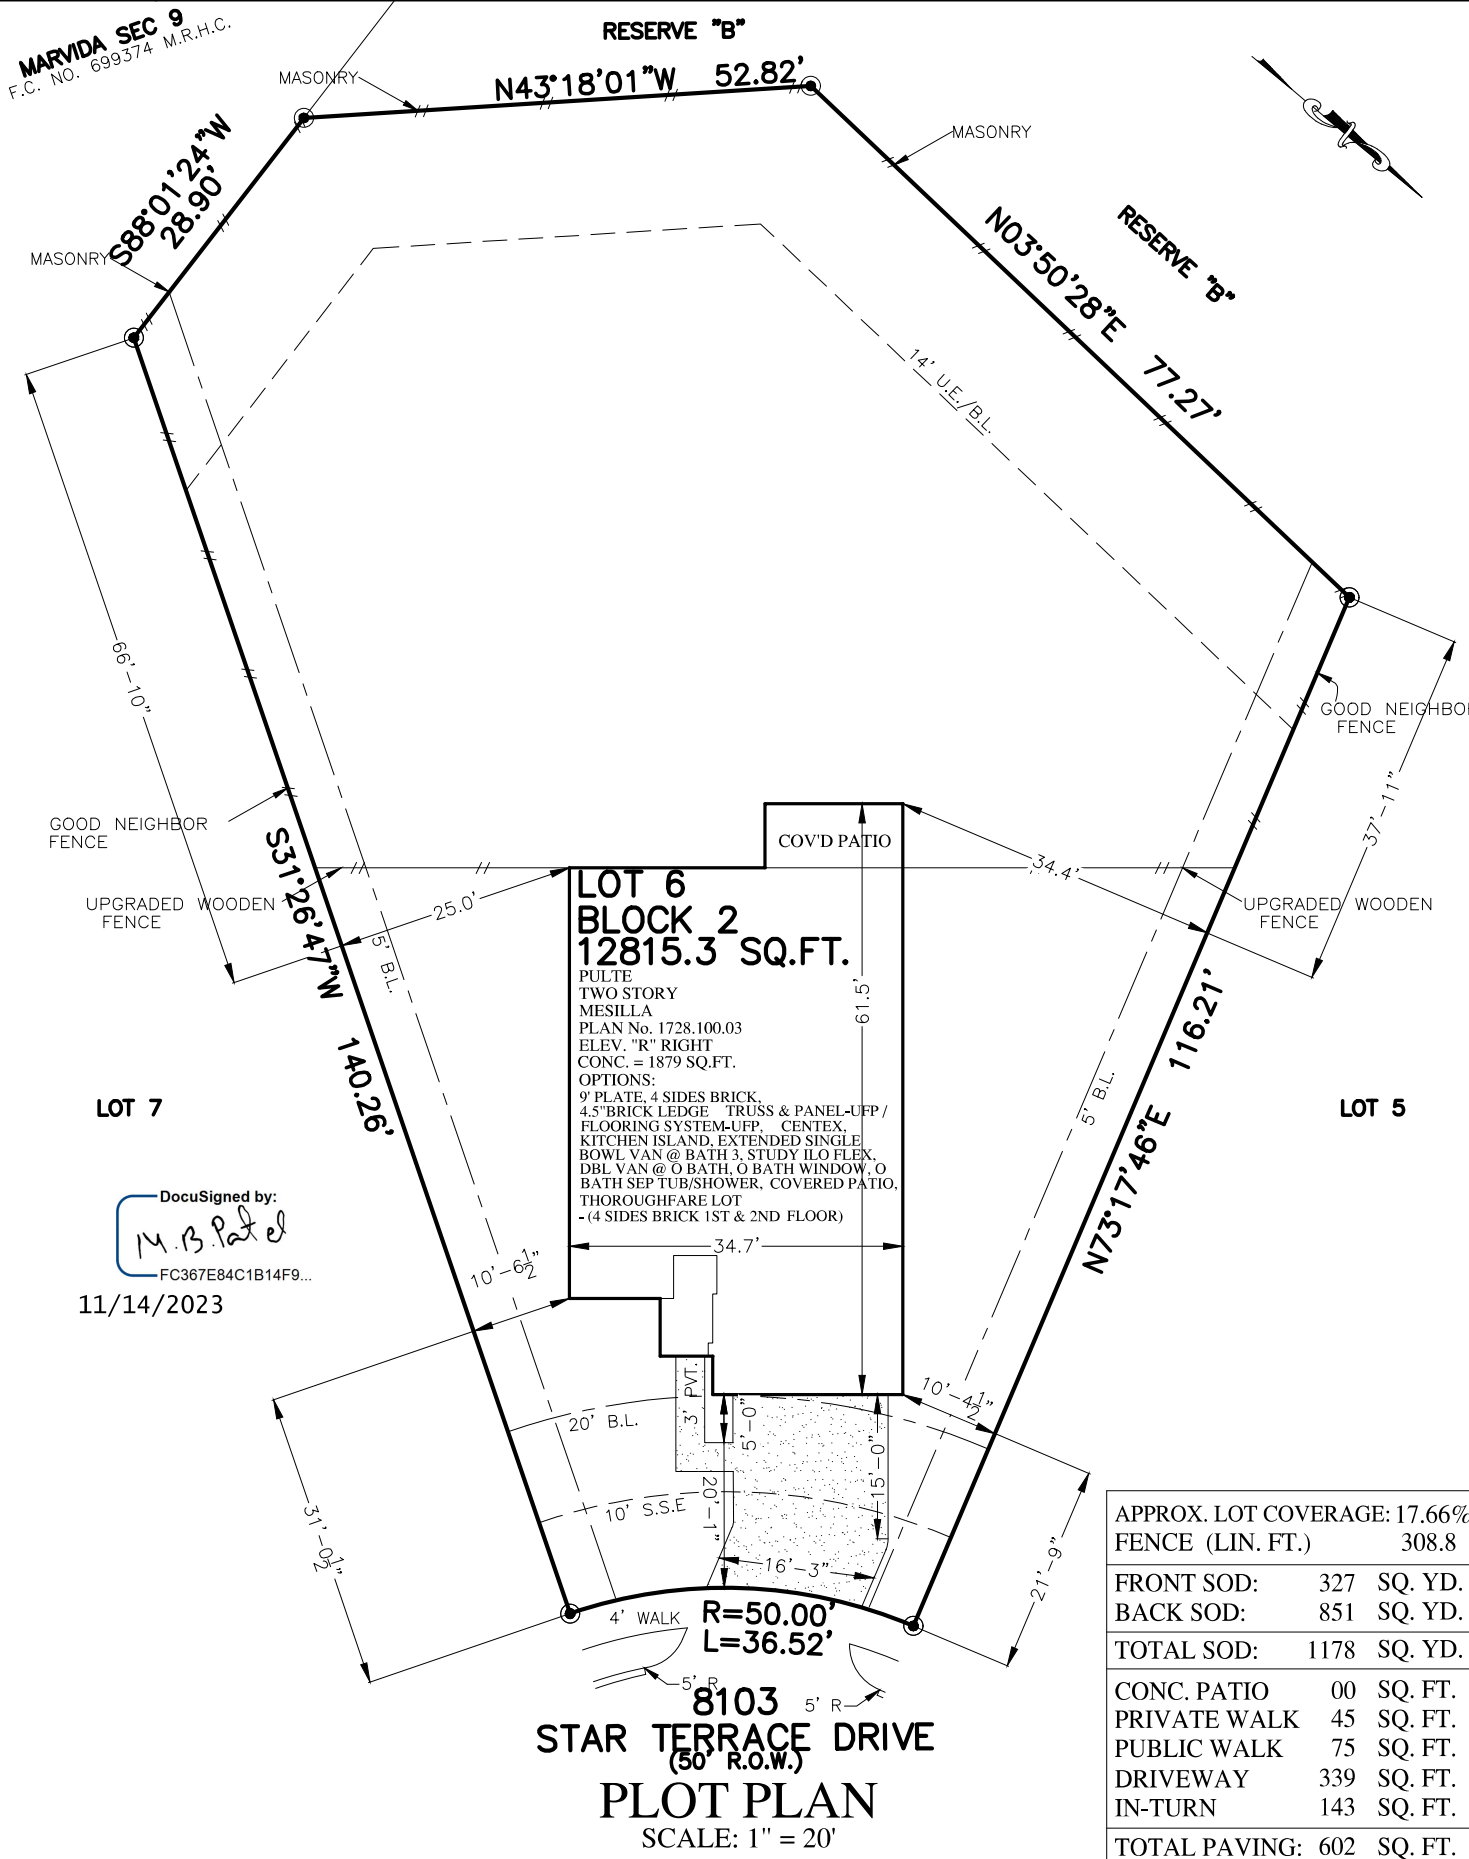 MARVIDA SEC 9
F.C. NO. 699374 M.R.H.C.
RESERVE "B"
MASONRY
N43°18'01"W 52.82'
MASONRY
S88°01'24"W
28.90'
MASONRY
N03°50'28"E 77.27'
RESERVE "B"
14' U.E./B.L.
66'-10"
GOOD NEIGHBOR
FENCE
37'-11"
GOOD NEIGHBOR
FENCE
UPGRADED WOODEN
FENCE
S31°26'47"W 140.26'
25.0'
5' B.L.
COV'D PATIO
34.4'
UPGRADED WOODEN
FENCE
LOT 6
BLOCK 2
12815.3 SQ.FT.
PULTE
TWO STORY
MESILLA
PLAN No. 1728.100.03
ELEV. "R" RIGHT
CONC. = 1879 SQ.FT.
OPTIONS:
9' PLATE, 4 SIDES BRICK,
4.5"BRICK LEDGE TRUSS & PANEL-UFP /
FLOORING SYSTEM-UFP, CENTEX,
KITCHEN ISLAND, EXTENDED SINGLE
BOWL VAN @ BATH 3, STUDY ILO FLEX,
DBL VAN @ O BATH, O BATH WINDOW, O
BATH SEP TUB/SHOWER, COVERED PATIO,
THOROUGHFARE LOT
- (4 SIDES BRICK 1ST & 2ND FLOOR)
61.5'
34.7'
N73°17'46"E 116.21'
5' B.L.
LOT 7
LOT 5
DocuSigned by:
M.B.Patel
FC367E84C1B14F9...
11/14/2023
10'-6 1/2"
3' PVT.
10'-4 1/2"
20' B.L.
5'-0"
15'-0"
10' S.S.E
20'-1"
16'-3"
31'-0 1/2"
21'-9"
4' WALK
R=50.00'
L=36.52'
5' R
5' R
8103
STAR TERRACE DRIVE
(50' R.O.W.)
PLOT PLAN
SCALE: 1" = 20'
APPROX. LOT COVERAGE: 17.66%
FENCE (LIN. FT.) 308.8
FRONT SOD: 327 SQ. YD.
BACK SOD: 851 SQ. YD.
TOTAL SOD: 1178 SQ. YD.
CONC. PATIO 00 SQ. FT.
PRIVATE WALK 45 SQ. FT.
PUBLIC WALK 75 SQ. FT.
DRIVEWAY 339 SQ. FT.
IN-TURN 143 SQ. FT.
TOTAL PAVING: 602 SQ. FT.